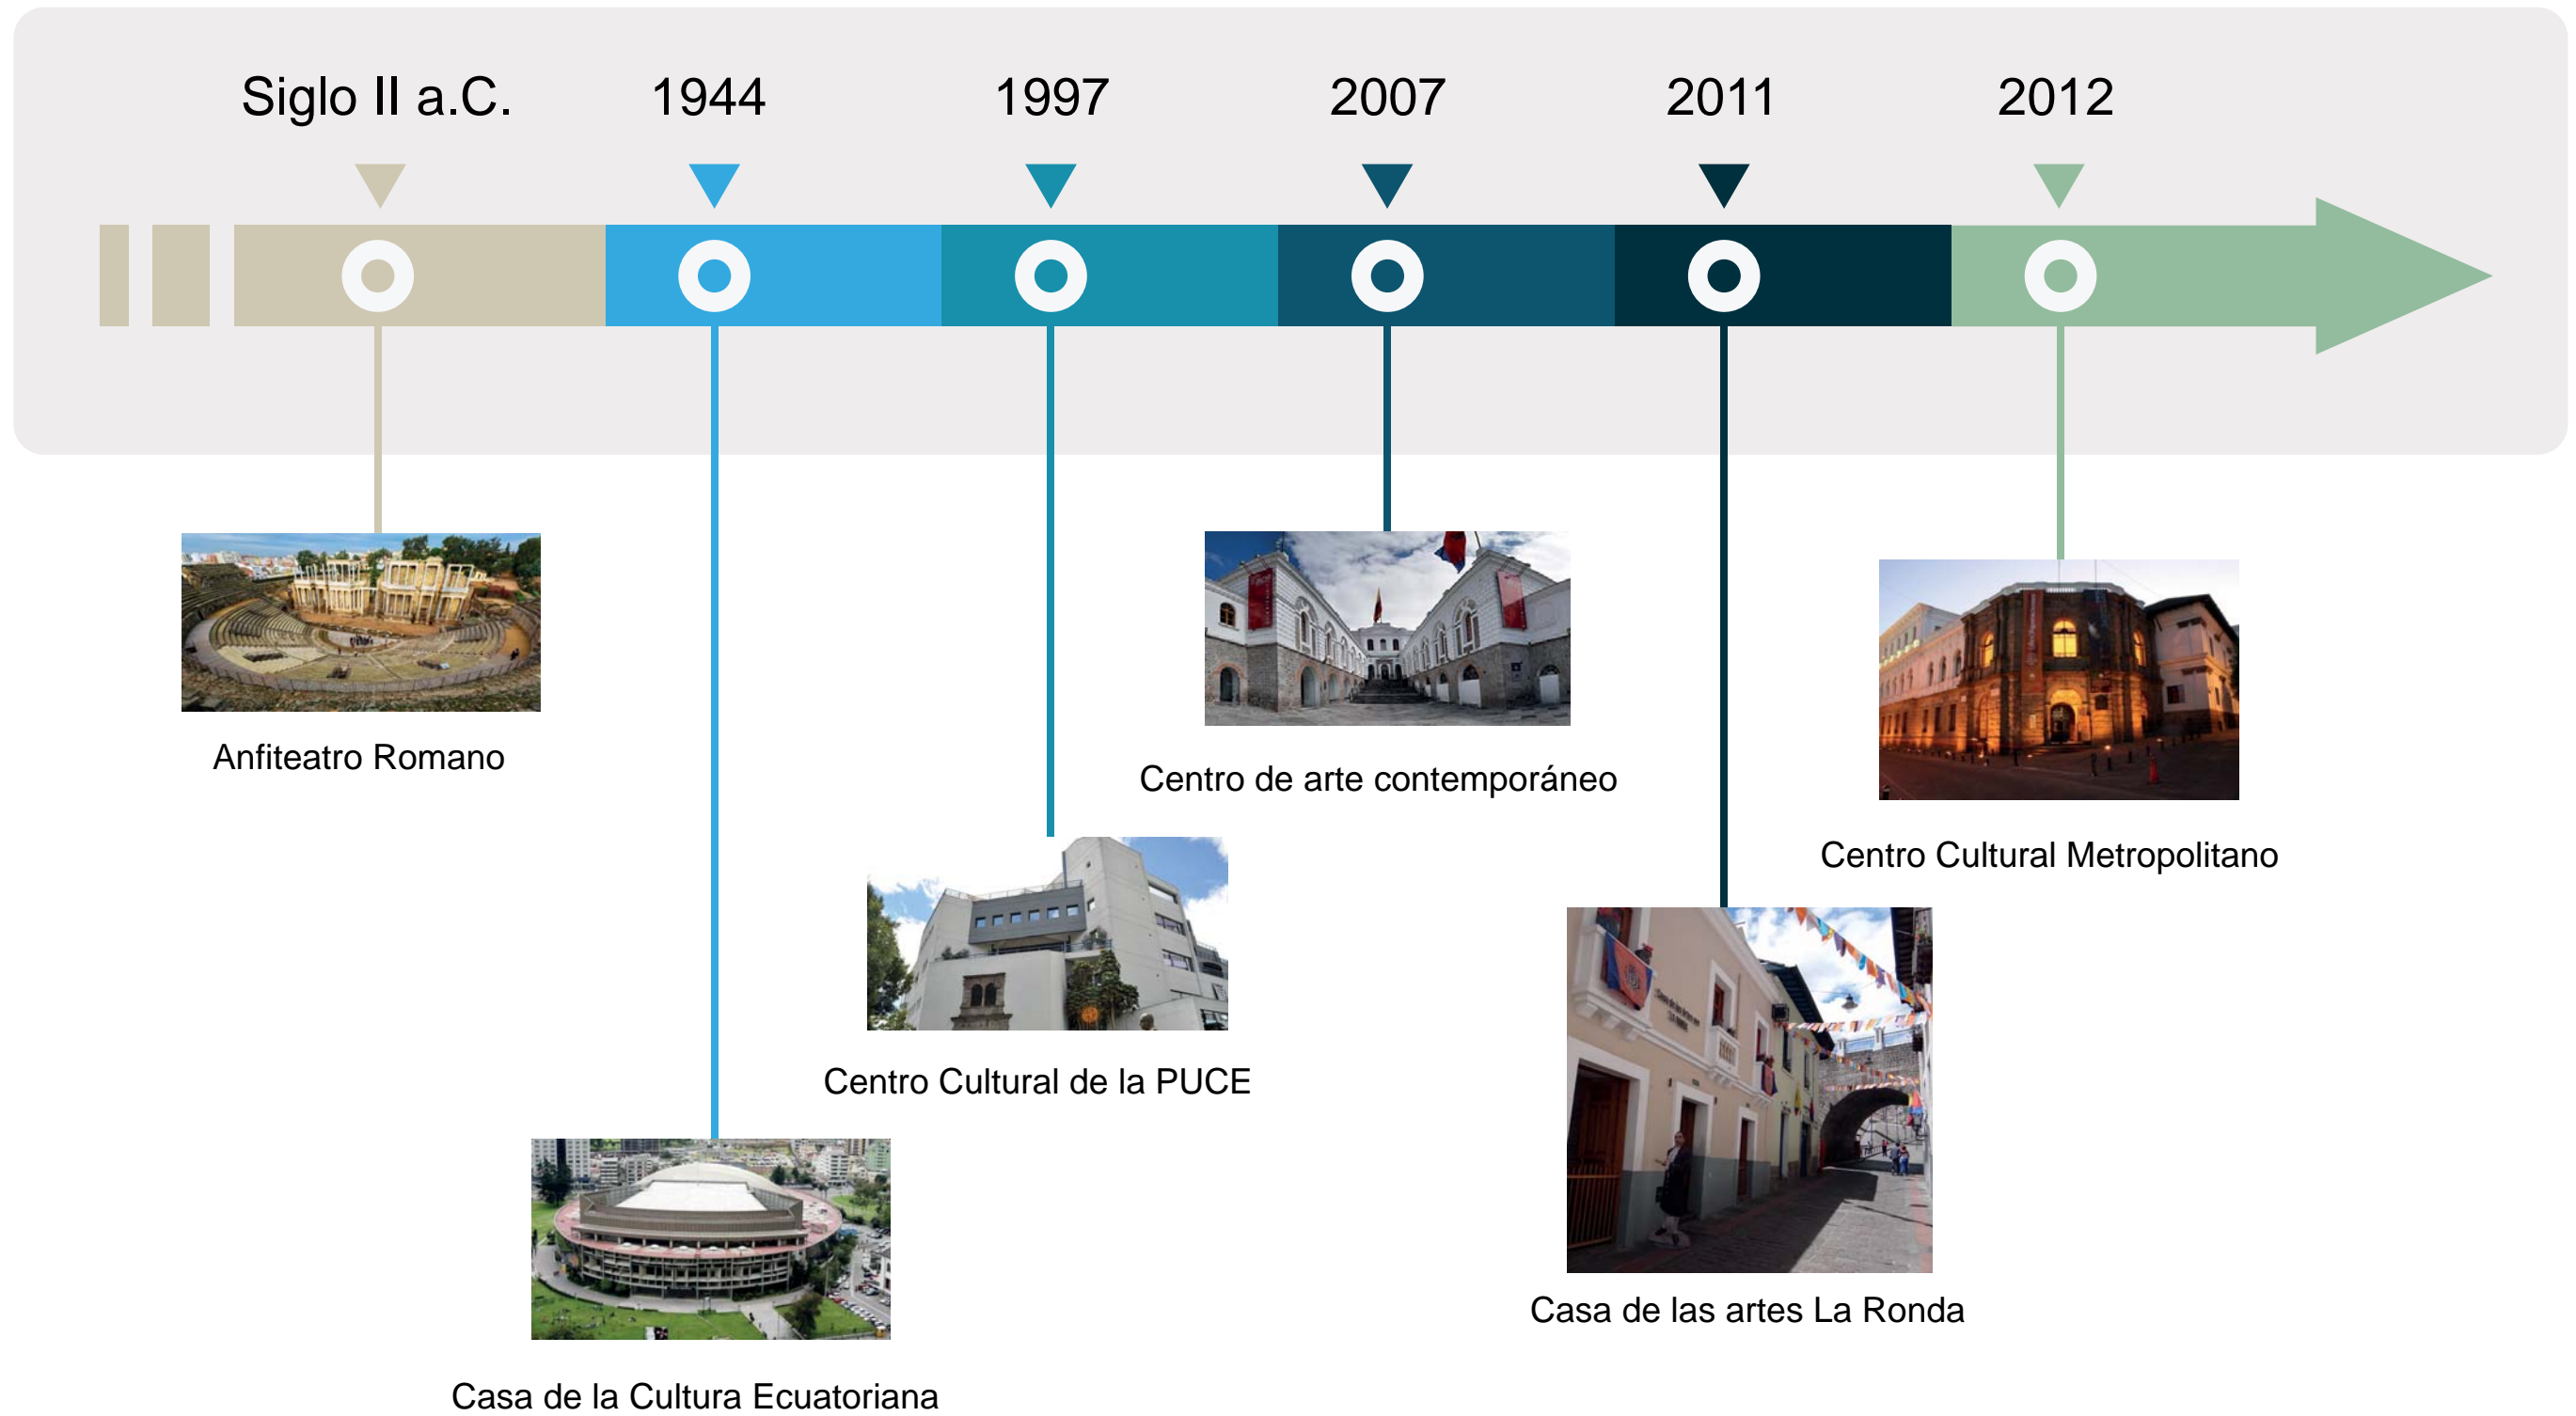 Siglo II a.C.
1944
1997
2007
2011
2012
Anfiteatro Romano
Centro de arte contemporáneo
Centro Cultural Metropolitano
Centro Cultural de la PUCE
Casa de las artes La Ronda
Casa de la Cultura Ecuatoriana